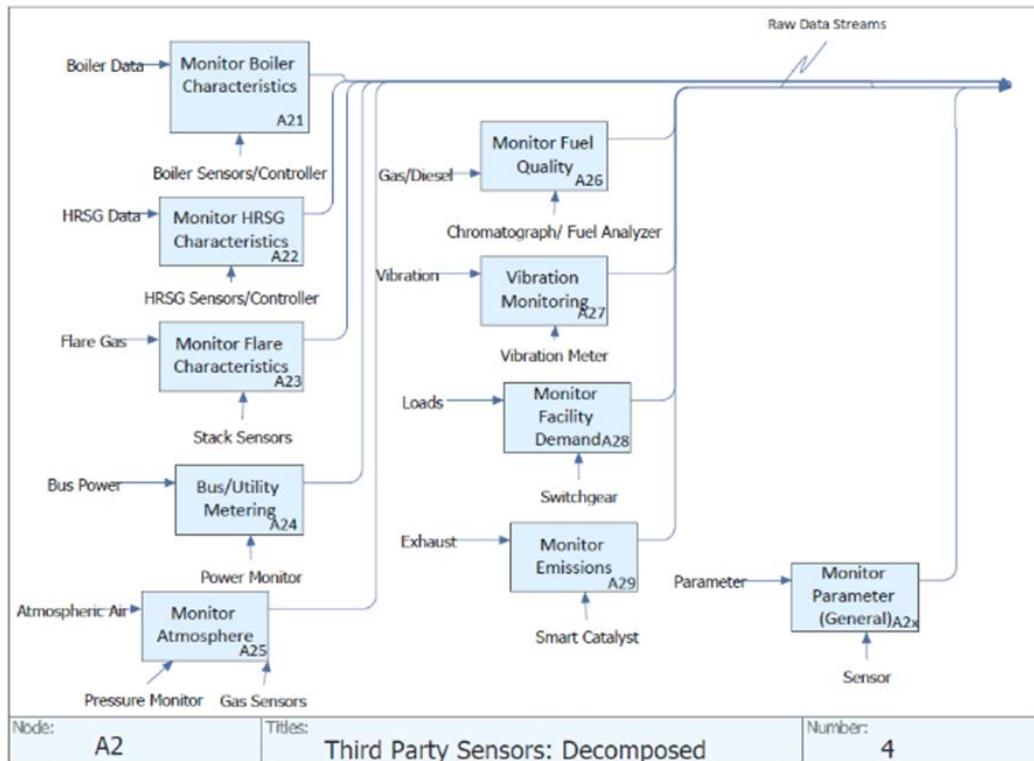 Raw Data Streams
Boiler Data
Monitor Boiler
Characteristics
A21
Boiler Sensors/Controller
HRSG Data
Monitor HRSG
Characteristics
A22
HRSG Sensors/Controller
Flare Gas
Monitor Flare
Characteristics
A23
Stack Sensors
Bus Power
Bus/Utility
Metering
A24
Power Monitor
Atmospheric Air
Monitor
Atmosphere
A25
Pressure Monitor
Gas Sensors
Gas/Diesel
Monitor Fuel
Quality
A26
Chromatograph/ Fuel Analyzer
Vibration
Vibration
Monitoring
A27
Vibration Meter
Loads
Monitor
Facility
Demand
A28
Switchgear
Exhaust
Monitor
Emissions
A29
Smart Catalyst
Parameter
Monitor
Parameter
(General)
A2x
Sensor
Node:
A2
Titles:
Third Party Sensors: Decomposed
Number:
4